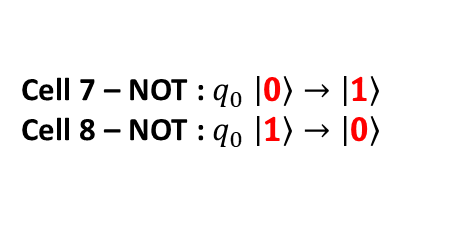 Cell 7 – NOT : q₀ |0⟩ → |1⟩
Cell 8 – NOT : q₀ |1⟩ → |0⟩